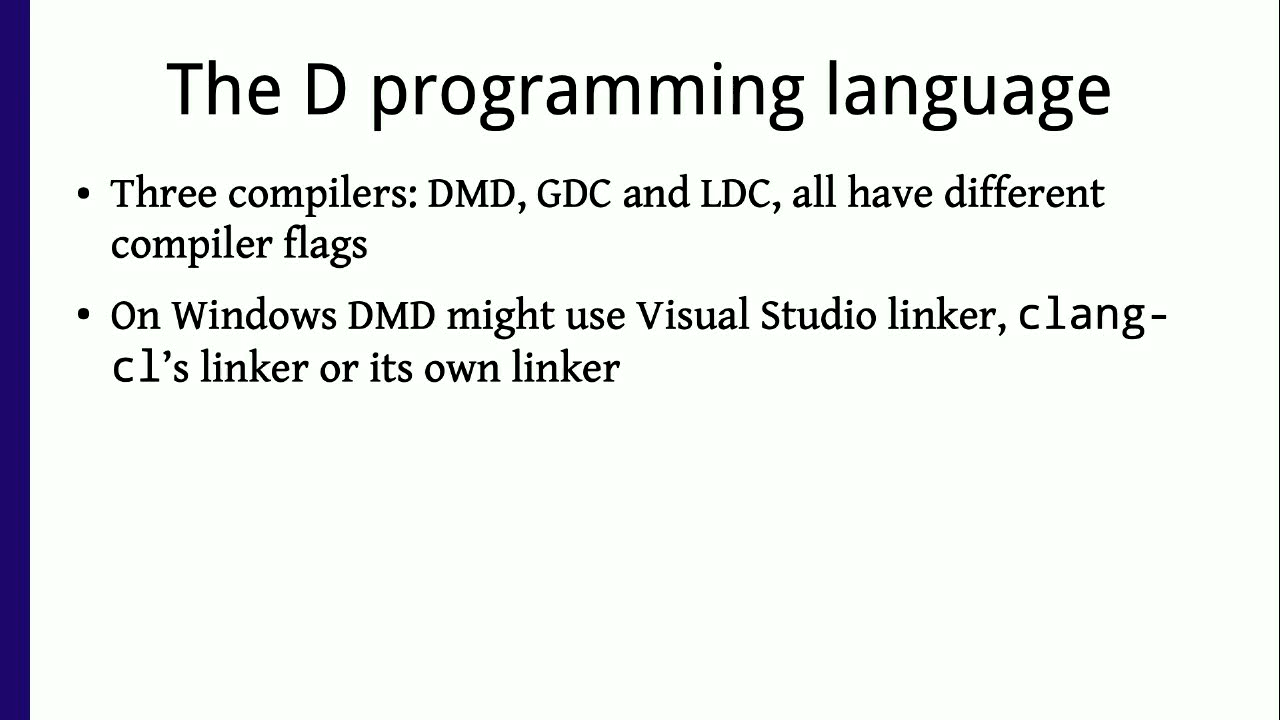 The D programming language
• Three compilers: DMD, GDC and LDC, all have different
compiler flags
• On Windows DMD might use Visual Studio linker, clang-
cl’s linker or its own linker